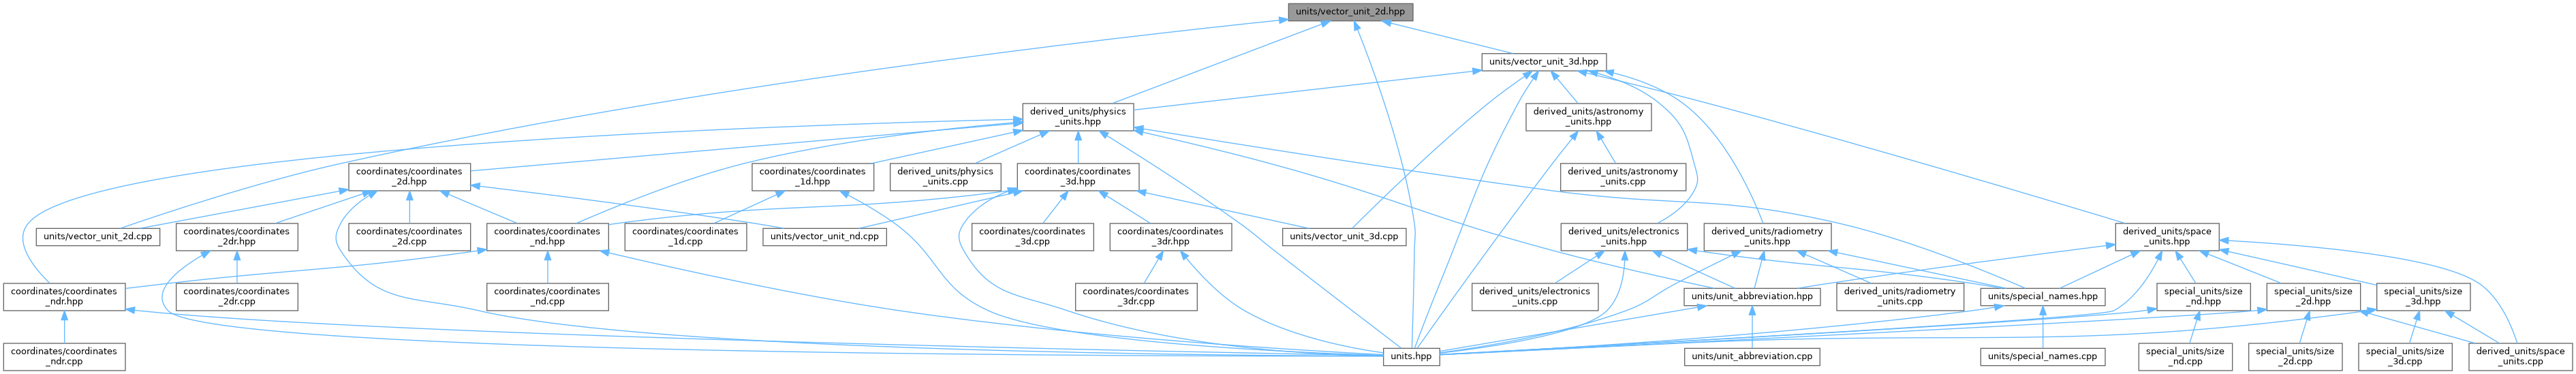 units/vector_unit_2d.hpp
units/vector_unit_3d.hpp
derived_units/physics
_units.hpp
derived_units/astronomy
_units.hpp
coordinates/coordinates
_2d.hpp
coordinates/coordinates
_1d.hpp
derived_units/physics
_units.cpp
coordinates/coordinates
_3d.hpp
derived_units/astronomy
_units.cpp
units/vector_unit_2d.cpp
coordinates/coordinates
_2dr.hpp
coordinates/coordinates
_2d.cpp
coordinates/coordinates
_nd.hpp
coordinates/coordinates
_1d.cpp
units/vector_unit_nd.cpp
coordinates/coordinates
_3d.cpp
coordinates/coordinates
_3dr.hpp
units/vector_unit_3d.cpp
derived_units/electronics
_units.hpp
derived_units/radiometry
_units.hpp
derived_units/space
_units.hpp
coordinates/coordinates
_ndr.hpp
coordinates/coordinates
_2dr.cpp
coordinates/coordinates
_nd.cpp
coordinates/coordinates
_3dr.cpp
derived_units/electronics
_units.cpp
units/unit_abbreviation.hpp
derived_units/radiometry
_units.cpp
units/special_names.hpp
special_units/size
_nd.hpp
special_units/size
_2d.hpp
special_units/size
_3d.hpp
coordinates/coordinates
_ndr.cpp
units.hpp
units/unit_abbreviation.cpp
units/special_names.cpp
special_units/size
_nd.cpp
special_units/size
_2d.cpp
special_units/size
_3d.cpp
derived_units/space
_units.cpp